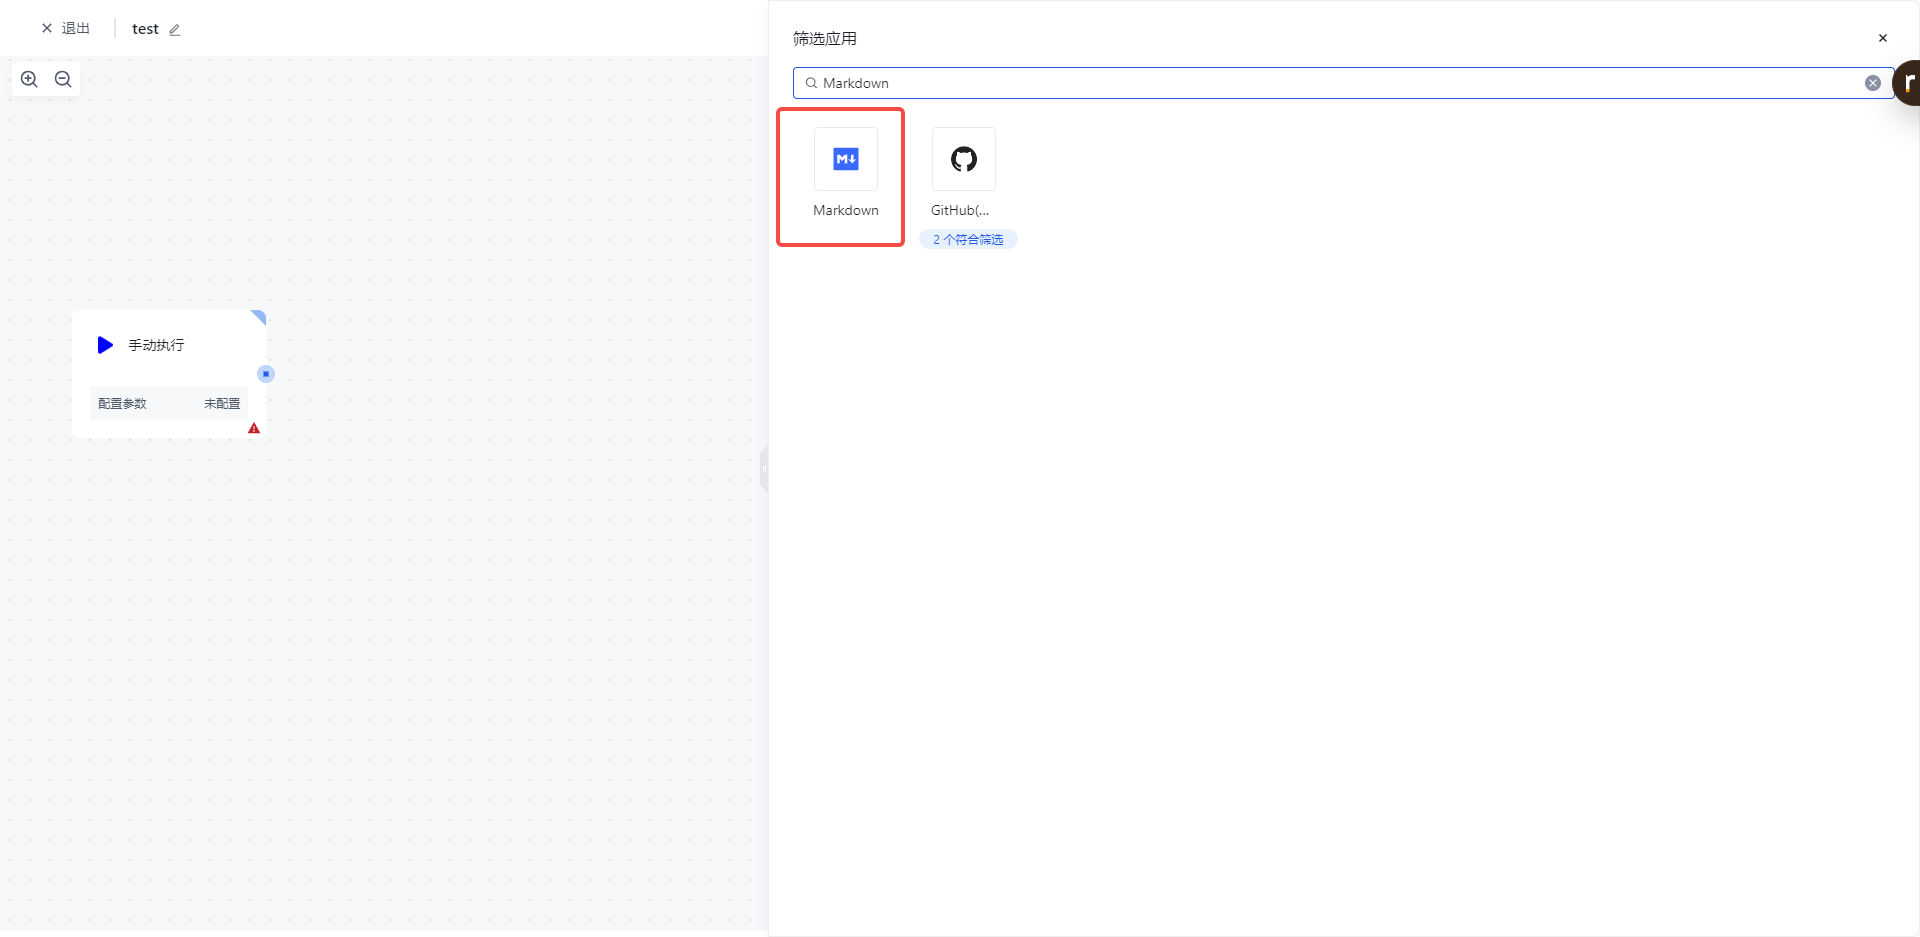 退出
test
筛选应用
Markdown
Markdown
GitHub(...
2 个符合筛选
手动执行
配置参数
未配置